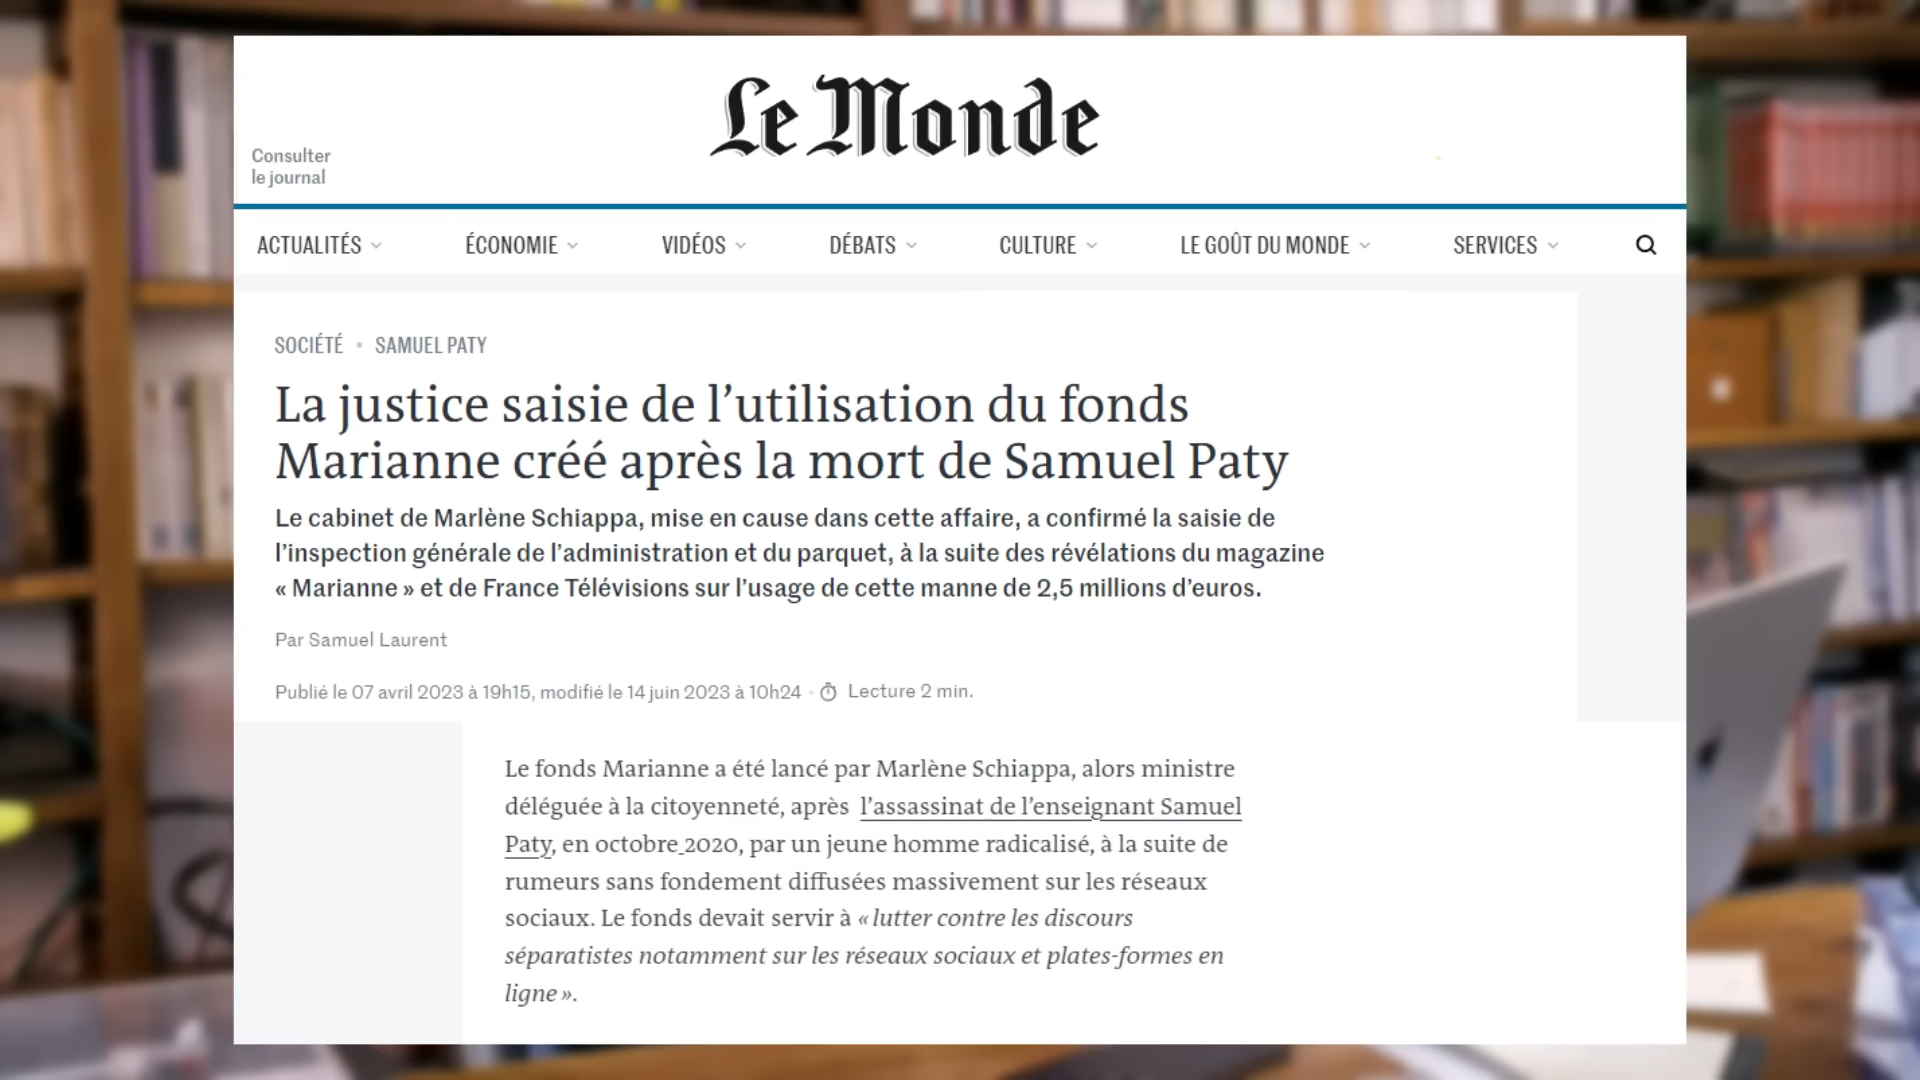 Le Monde
Consulter
le journal
ACTUALITÉS
ÉCONOMIE
VIDÉOS
DÉBATS
CULTURE
LE GOÛT DU MONDE
SERVICES
SOCIÉTÉ • SAMUEL PATY
La justice saisie de l’utilisation du fonds
Marianne créé après la mort de Samuel Paty
Le cabinet de Marlène Schiappa, mise en cause dans cette affaire, a confirmé la saisie de
l’inspection générale de l’administration et du parquet, à la suite des révélations du magazine
« Marianne » et de France Télévisions sur l’usage de cette manne de 2,5 millions d’euros.
Par Samuel Laurent
Publié le 07 avril 2023 à 19h15, modifié le 14 juin 2023 à 10h24 · Lecture 2 min.
Le fonds Marianne a été lancé par Marlène Schiappa, alors ministre
déléguée à la citoyenneté, après l’assassinat de l’enseignant Samuel
Paty, en octobre 2020, par un jeune homme radicalisé, à la suite de
rumeurs sans fondement diffusées massivement sur les réseaux
sociaux. Le fonds devait servir à « lutter contre les discours
séparatistes notamment sur les réseaux sociaux et plates-formes en
ligne ».